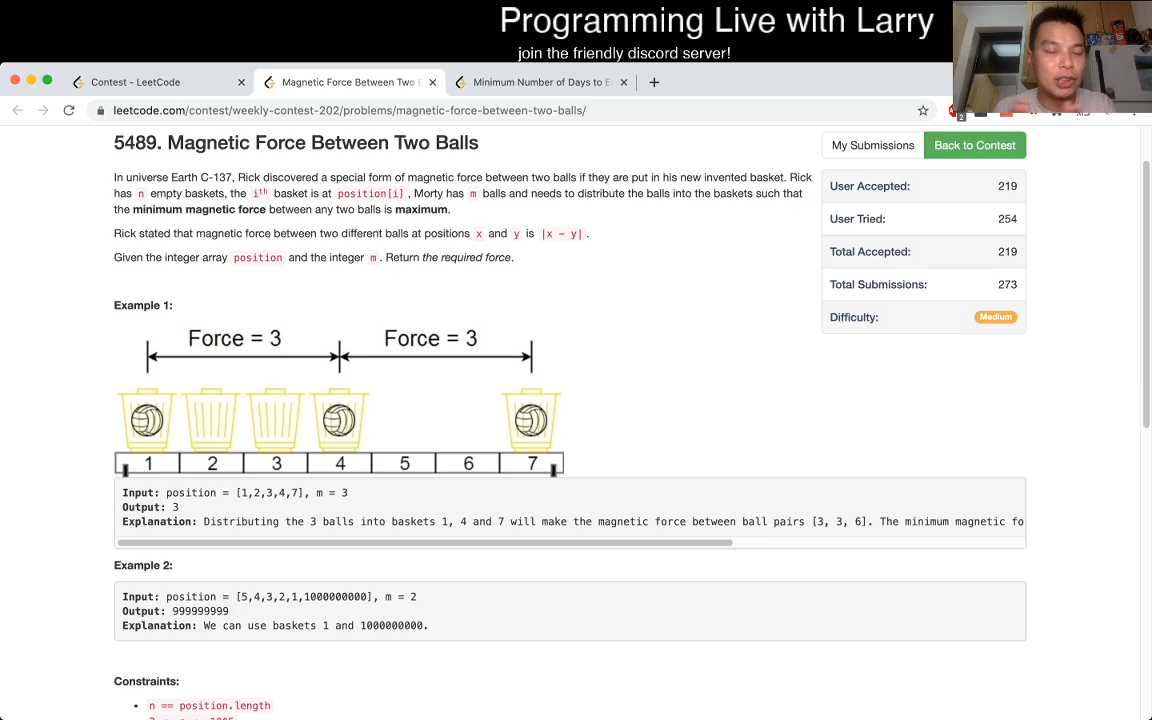 Programming Live with Larry
join the friendly discord server!
Contest - LeetCode
Magnetic Force Between Two
Minimum Number of Days to
leetcode.com/contest/weekly-contest-202/problems/magnetic-force-between-two-balls/
2
5489. Magnetic Force Between Two Balls
My Submissions
Back to Contest
In universe Earth C-137, Rick discovered a special form of magnetic force between two balls if they are put in his new invented basket. Rick
has n empty baskets, the ith basket is at position[i], Morty has m balls and needs to distribute the balls into the baskets such that
the minimum magnetic force between any two balls is maximum.
Rick stated that magnetic force between two different balls at positions x and y is |x - y|.
Given the integer array position and the integer m. Return the required force.
User Accepted: 219
User Tried: 254
Total Accepted: 219
Total Submissions: 273
Difficulty: Medium
Example 1:
Force = 3 Force = 3
1 2 3 4 5 6 7
Input: position = [1,2,3,4,7], m = 3
Output: 3
Explanation: Distributing the 3 balls into baskets 1, 4 and 7 will make the magnetic force between ball pairs [3, 3, 6]. The minimum magnetic fo
Example 2:
Input: position = [5,4,3,2,1,1000000000], m = 2
Output: 999999999
Explanation: We can use baskets 1 and 1000000000.
Constraints:
n == position.length